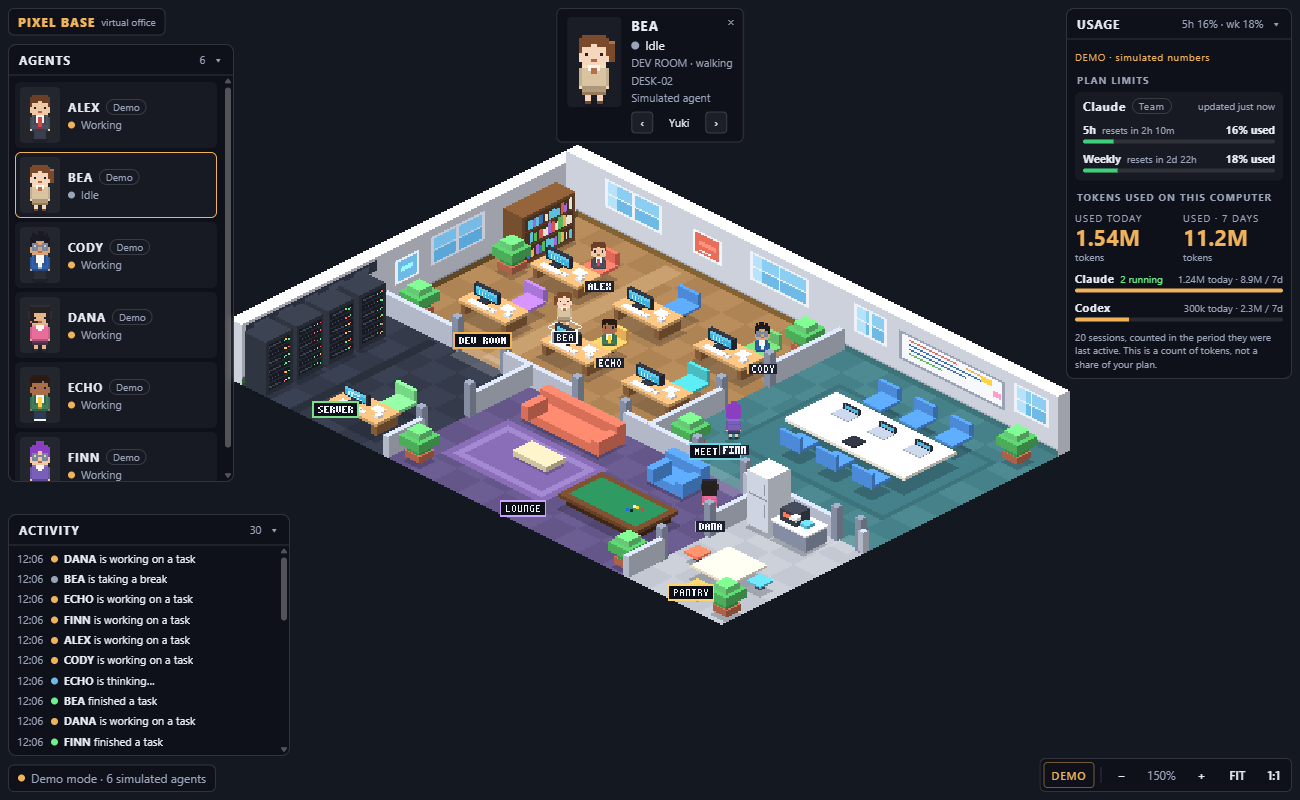 PIXEL BASE virtual office
AGENTS 6
ALEX Demo
Working
BEA Demo
Idle
CODY Demo
Working
DANA Demo
Working
ECHO Demo
Working
FINN Demo
Working
ACTIVITY 30
12:06 DANA is working on a task
12:06 BEA is taking a break
12:06 ECHO is working on a task
12:06 FINN is working on a task
12:06 ALEX is working on a task
12:06 CODY is working on a task
12:06 ECHO is thinking...
12:06 BEA finished a task
12:06 DANA is working on a task
12:06 FINN finished a task
Demo mode · 6 simulated agents
BEA ×
Idle
DEV ROOM · walking
DESK-02
Simulated agent
‹ Yuki ›
ALEX
BEA
DEV ROOM
ECHO
CODY
SERVER
MEET
FINN
LOUNGE
DANA
PANTRY
USAGE 5h 16% · wk 18%
DEMO · simulated numbers
PLAN LIMITS
Claude Team updated just now
5h resets in 2h 10m 16% used
Weekly resets in 2d 22h 18% used
TOKENS USED ON THIS COMPUTER
USED TODAY USED · 7 DAYS
1.54M 11.2M
tokens tokens
Claude 2 running 1.24M today · 8.9M / 7d
Codex 300k today · 2.3M / 7d
20 sessions, counted in the period they were
last active. This is a count of tokens, not a
share of your plan.
DEMO − 150% + FIT 1:1